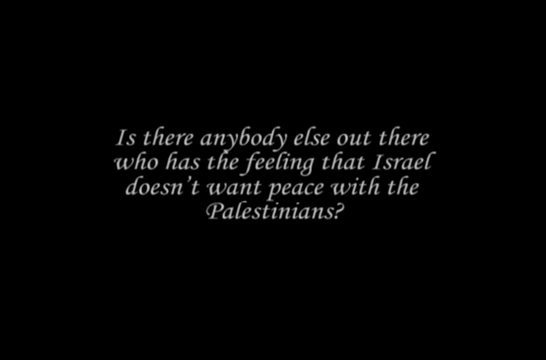 Is there anybody else out there
who has the feeling that Israel
doesn't want peace with the
Palestinians?